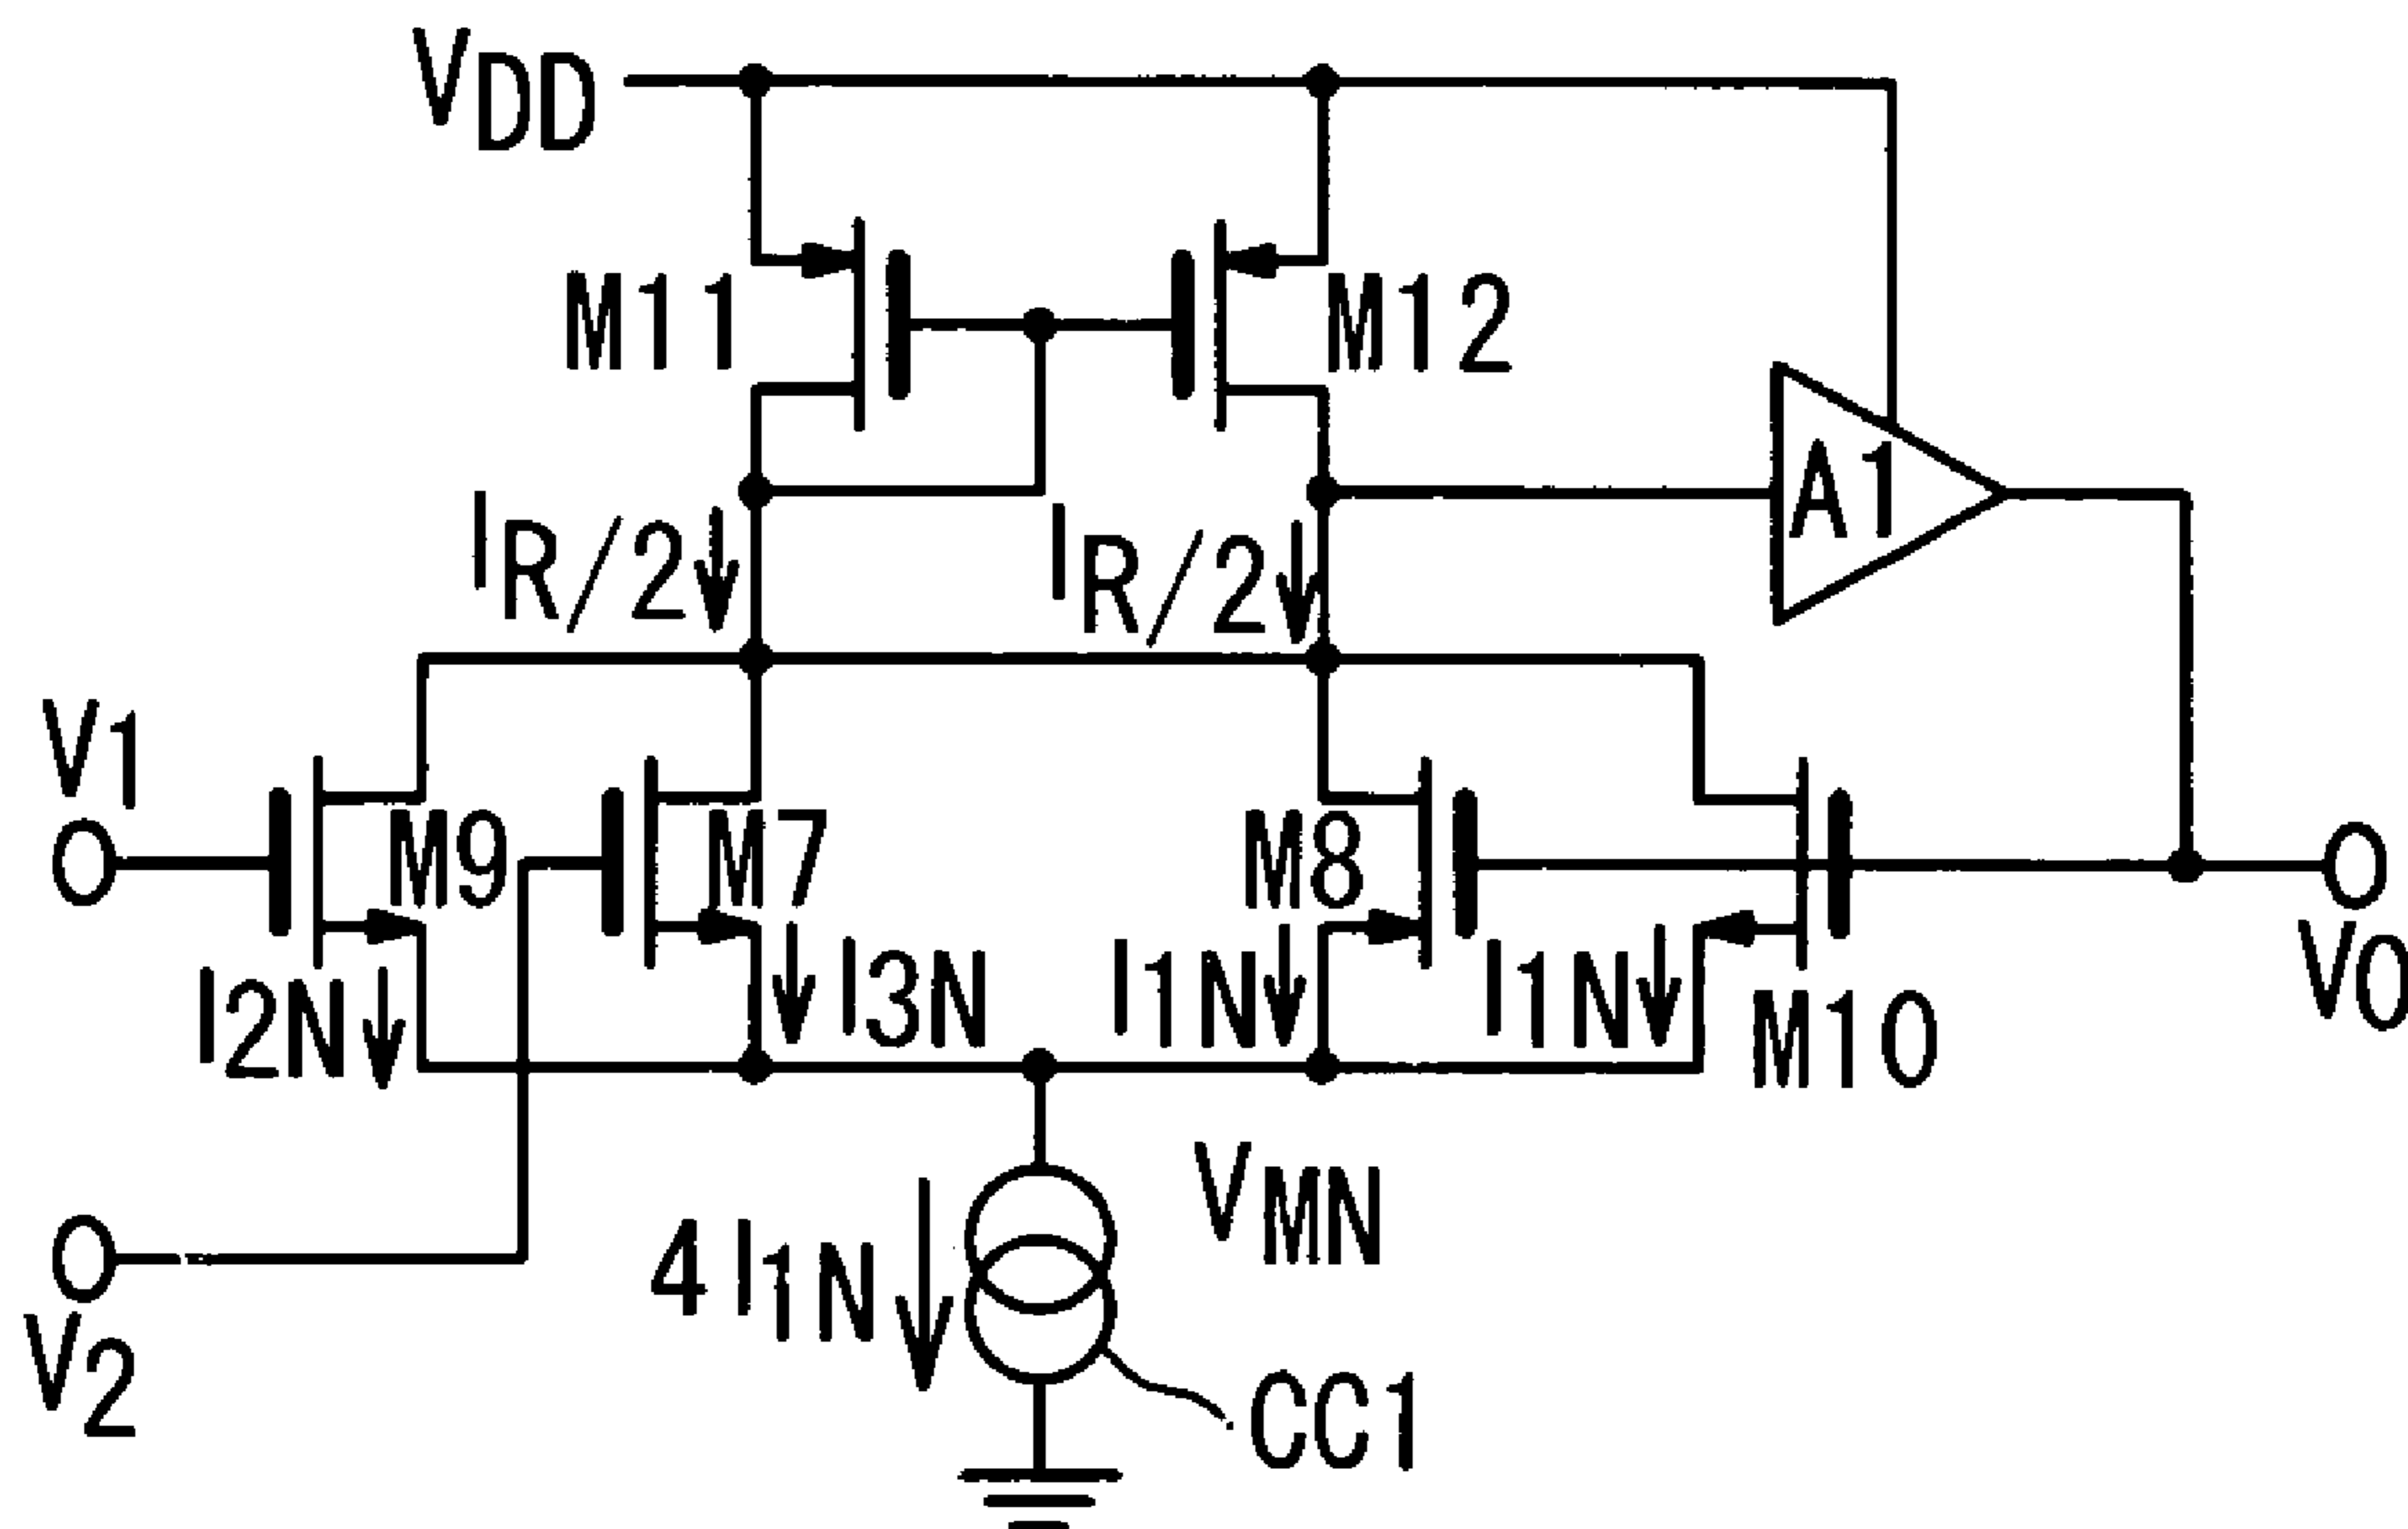 VDD
M11
M12
A1
IR/2
IR/2
V1
M9
M7
M8
I2N
I3N
I1N
I1N
M10
VO
V2
4I1N
VMN
CC1